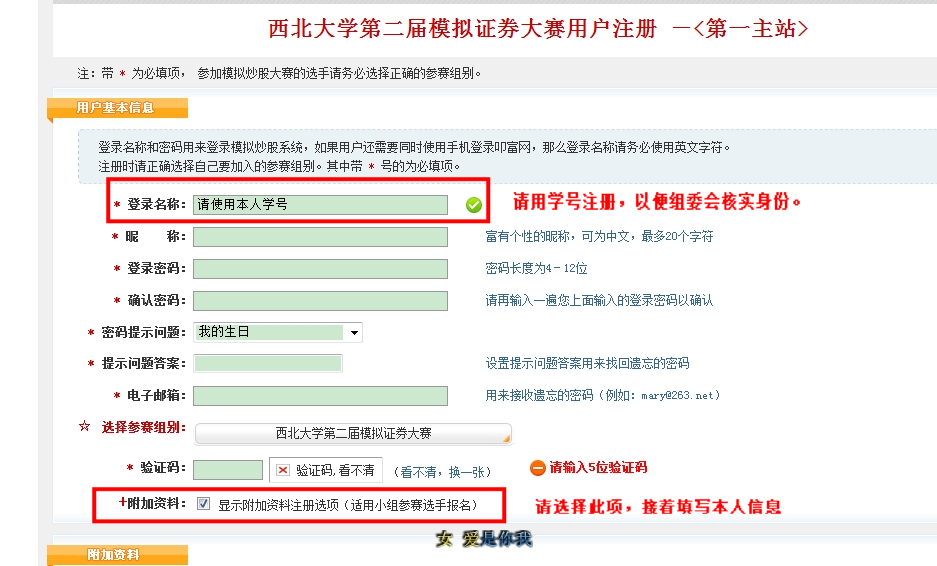 西北大学第二届模拟证券大赛用户注册 —<第一主站>
注：带 * 为必填项， 参加模拟炒股大赛的选手请务必选择正确的参赛组别。
用户基本信息
登录名称和密码用来登录模拟炒股系统，如果用户还需要同时使用手机登录叩富网，那么登录名称请务必使用英文字符。
注册时请正确选择自己要加入的参赛组别。其中带 * 号的为必填项。
* 登录名称： 请使用本人学号 请用学号注册，以便组委会核实身份。
* 昵 称： 富有个性的昵称，可为中文，最多20个字符
* 登录密码： 密码长度为4－12位
* 确认密码： 请再输入一遍您上面输入的登录密码以确认
* 密码提示问题： 我的生日
* 提示问题答案： 设置提示问题答案用来找回遗忘的密码
* 电子邮箱： 用来接收遗忘的密码（例如：mary@263.net）
☆ 选择参赛组别： 西北大学第二届模拟证券大赛
* 验证码： 验证码,看不清 （看不清，换一张） 请输入5位验证码
+附加资料： 显示附加资料注册选项（适用小组参赛选手报名） 请选择此项，接着填写本人信息
女 爱是你我
附加资料